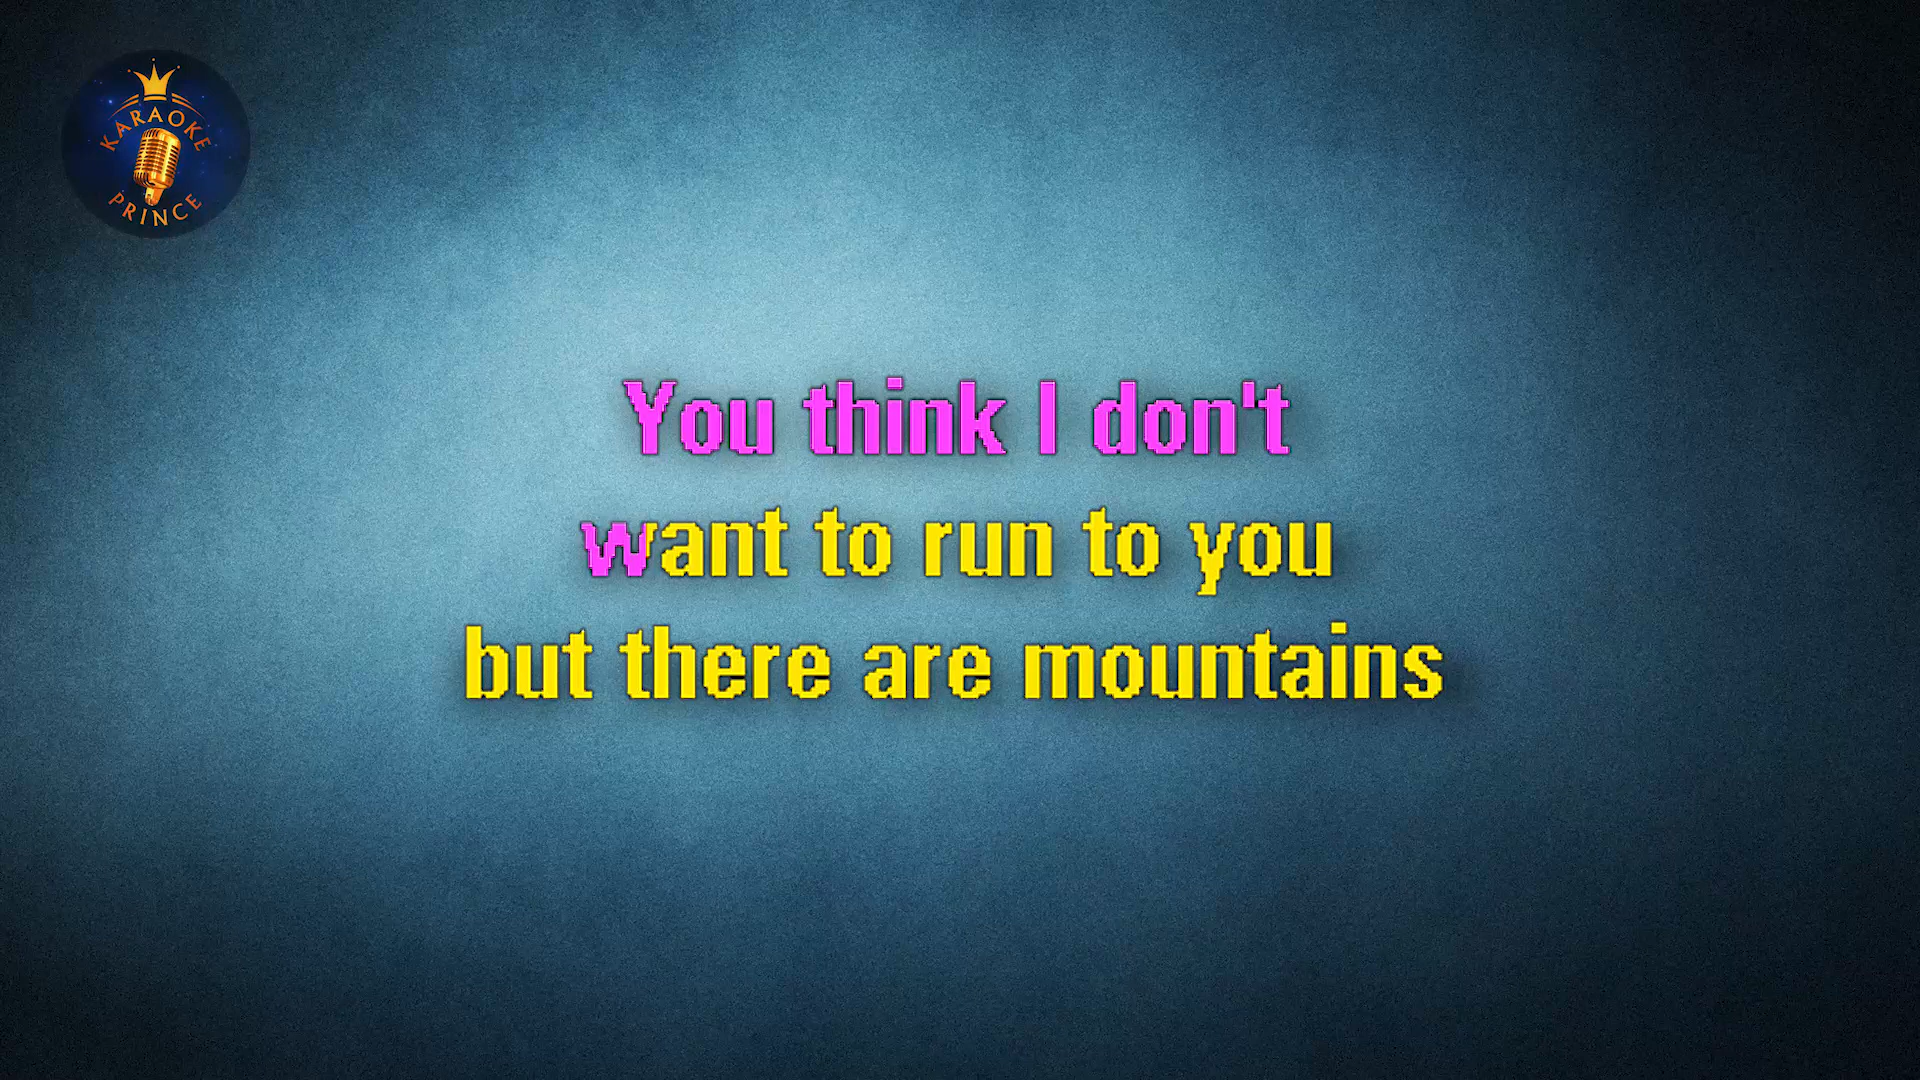 KARAOKE
PRINCE
You think I don't
want to run to you
but there are mountains